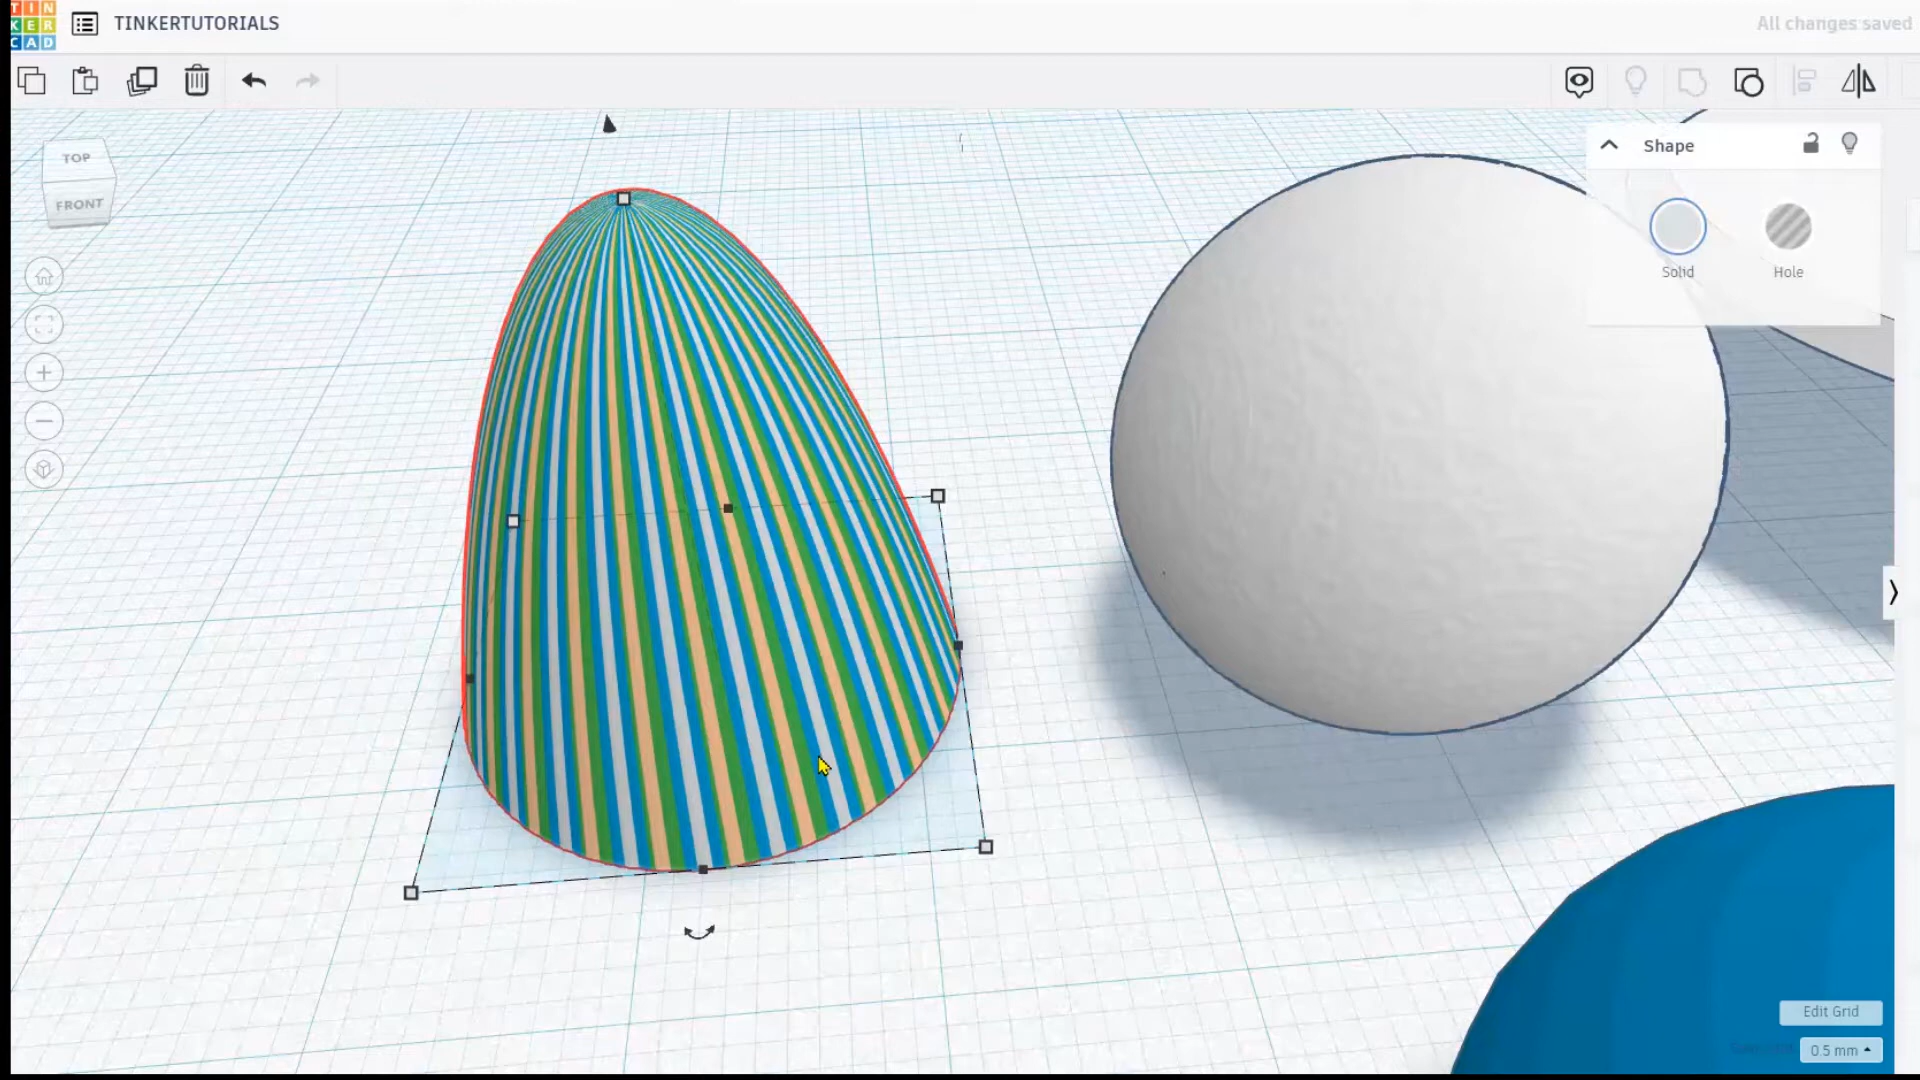 TIN
KER
CAD
TINKERTUTORIALS
All changes saved
TOP
FRONT
Shape
Solid
Hole
Edit Grid
0.5 mm